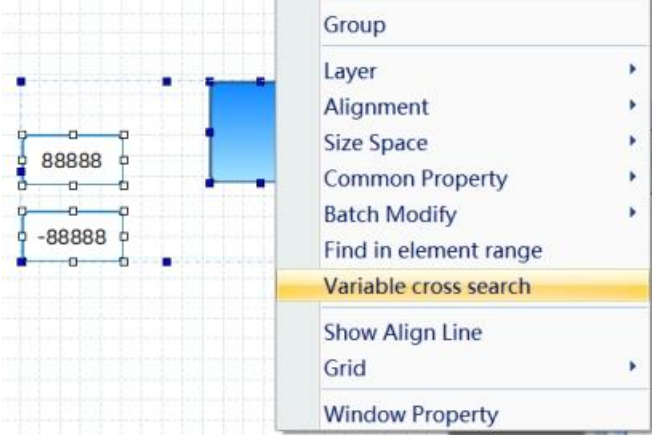 Group
Layer
Alignment
Size Space
Common Property
Batch Modify
Find in element range
Variable cross search
Show Align Line
Grid
Window Property
88888
-88888